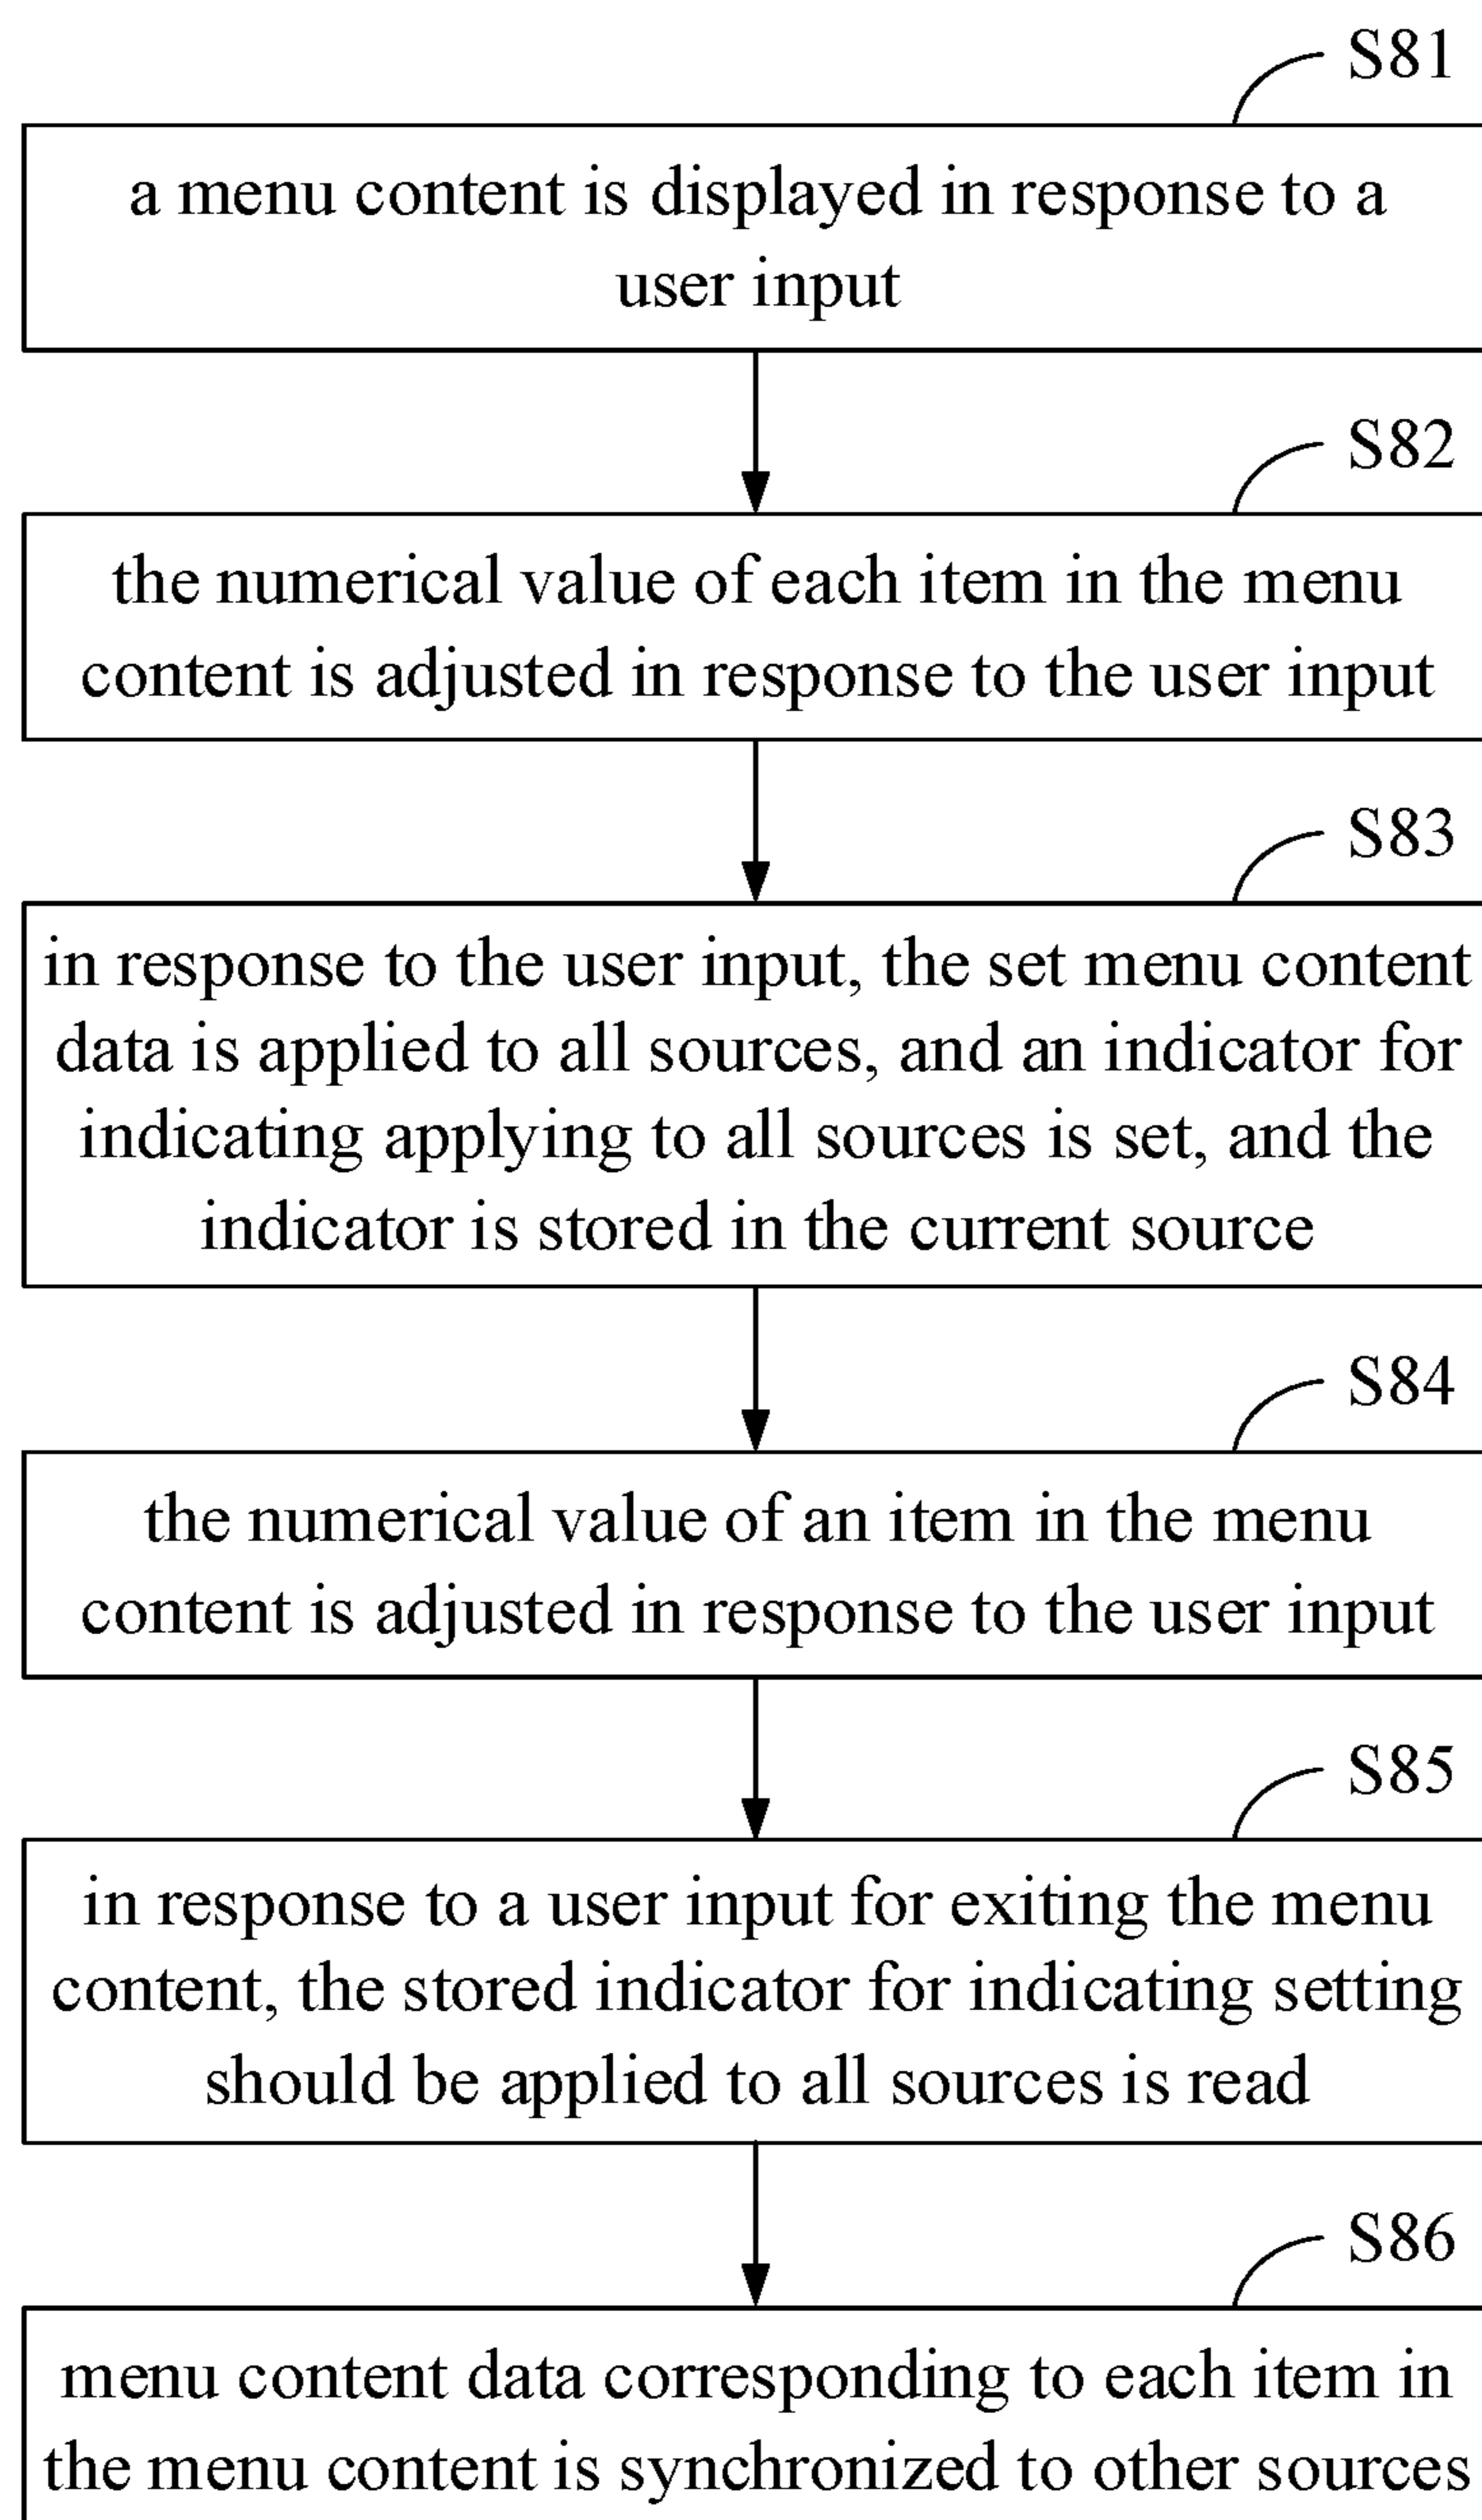 S81
a menu content is displayed in response to a
user input
S82
the numerical value of each item in the menu
content is adjusted in response to the user input
S83
in response to the user input, the set menu content
data is applied to all sources, and an indicator for
indicating applying to all sources is set, and the
indicator is stored in the current source
S84
the numerical value of an item in the menu
content is adjusted in response to the user input
S85
in response to a user input for exiting the menu
content, the stored indicator for indicating setting
should be applied to all sources is read
S86
menu content data corresponding to each item in
the menu content is synchronized to other sources